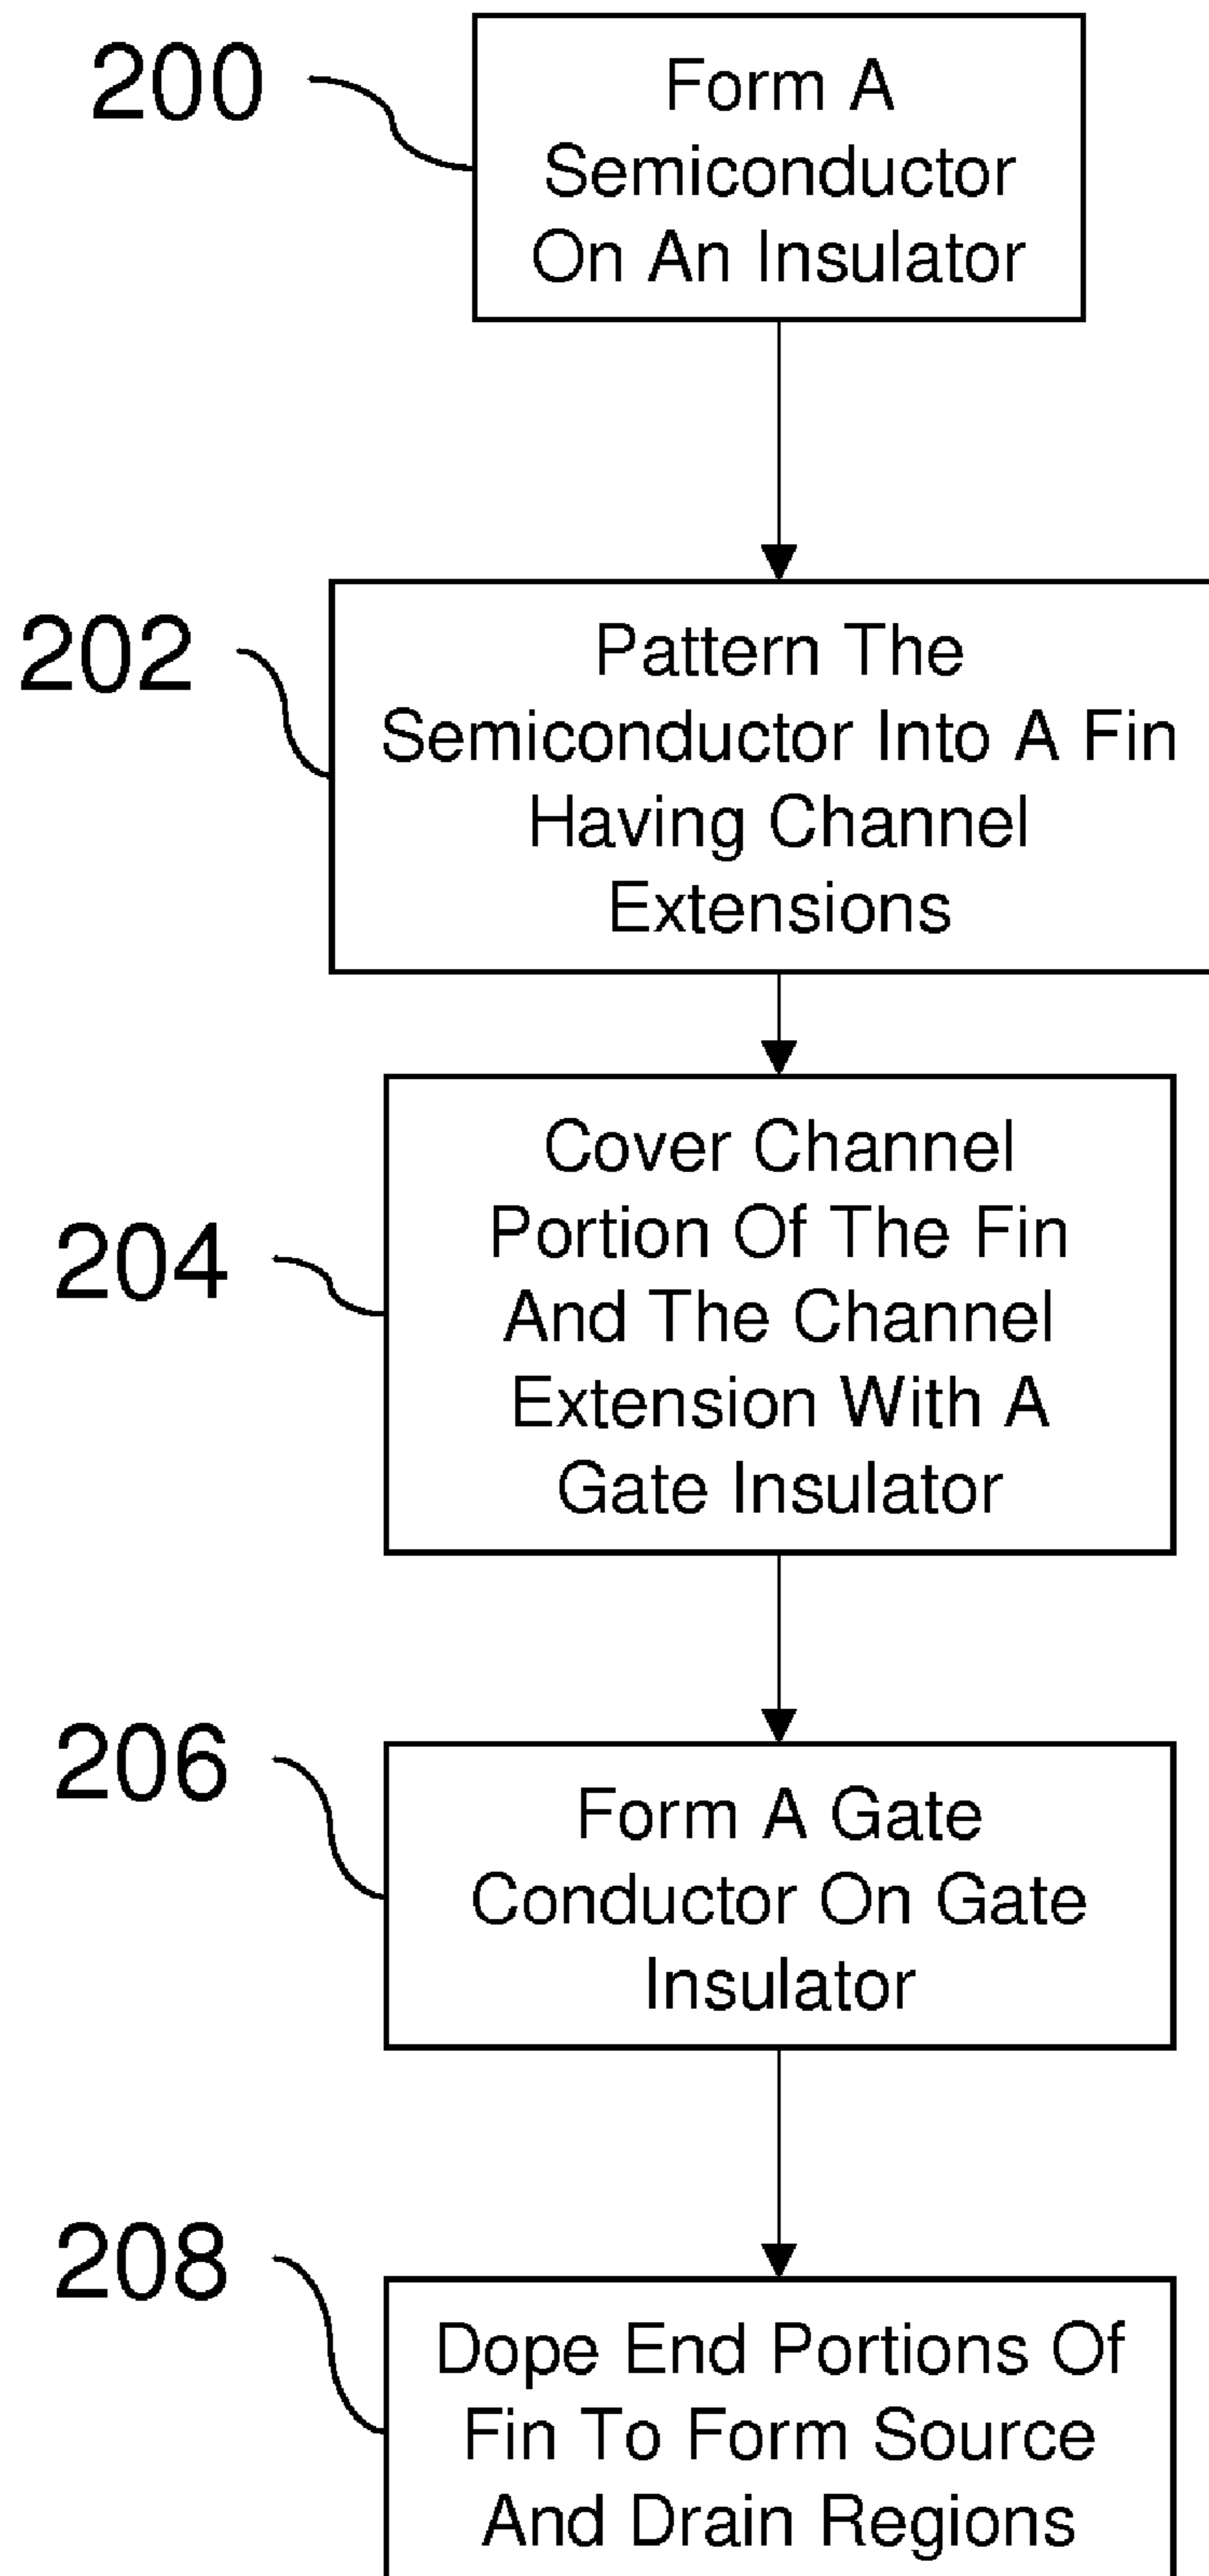 200
Form A
Semiconductor
On An Insulator
202
Pattern The
Semiconductor Into A Fin
Having Channel
Extensions
204
Cover Channel
Portion Of The Fin
And The Channel
Extension With A
Gate Insulator
206
Form A Gate
Conductor On Gate
Insulator
208
Dope End Portions Of
Fin To Form Source
And Drain Regions